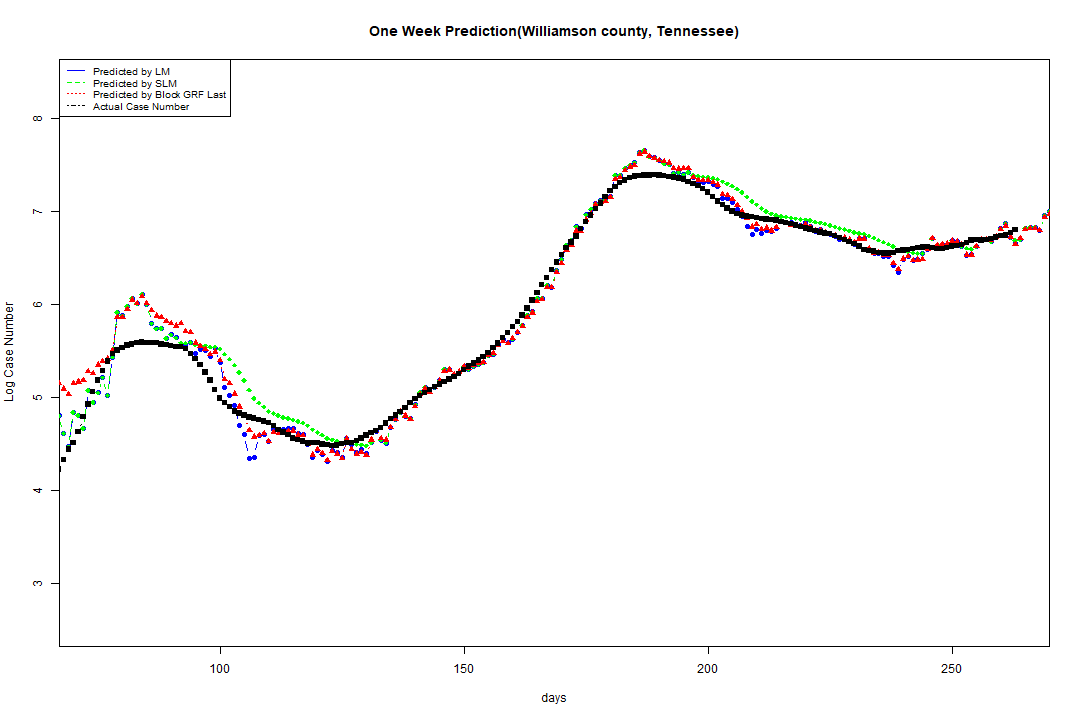 One Week Prediction(Williamson county, Tennessee)
Predicted by LM
Predicted by SLM
Predicted by Block GRF Last
Actual Case Number
8
7
6
5
4
3
Log Case Number
100 150 200 250
days